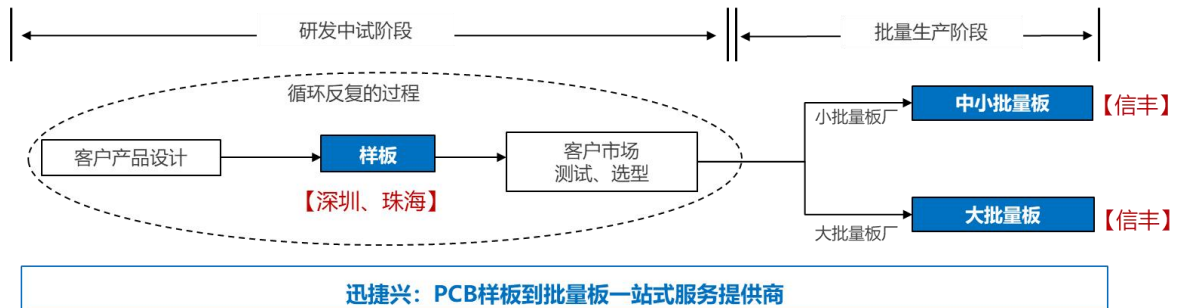 研发中试阶段
批量生产阶段
循环反复的过程
客户产品设计
样板
【深圳、珠海】
客户市场
测试、选型
小批量板厂
中小批量板
【信丰】
大批量板厂
大批量板
【信丰】
迅捷兴：PCB样板到批量板一站式服务提供商